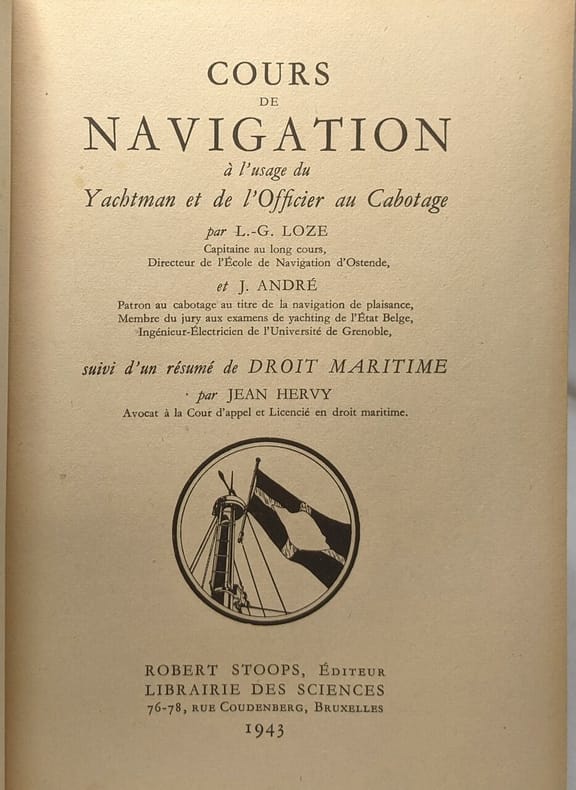 COURS
DE
NAVIGATION
à l'usage du
Yachtman et de l'Officier au Cabotage
par L.-G. LOZE
Capitaine au long cours,
Directeur de l'École de Navigation d'Ostende,
et J. ANDRÉ
Patron au cabotage au titre de la navigation de plaisance,
Membre du jury aux examens de yachting de l'État Belge,
Ingénieur-Électricien de l'Université de Grenoble,
suivi d'un résumé de DROIT MARITIME
par JEAN HERVY
Avocat à la Cour d'appel et Licencié en droit maritime.
ROBERT STOOPS, ÉDITEUR
LIBRAIRIE DES SCIENCES
76-78, RUE COUDENBERG, BRUXELLES
1943